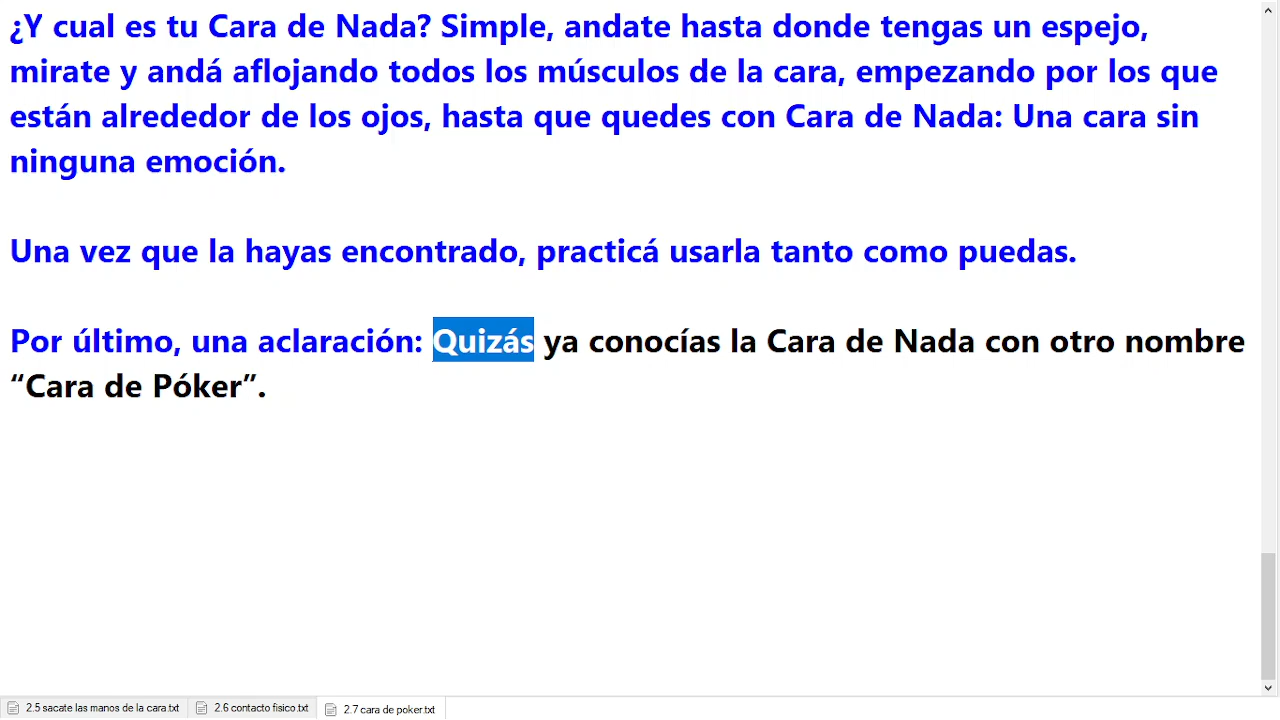 ¿Y cual es tu Cara de Nada? Simple, andate hasta donde tengas un espejo,
mirate y andá aflojando todos los músculos de la cara, empezando por los que
están alrededor de los ojos, hasta que quedes con Cara de Nada: Una cara sin
ninguna emoción.
Una vez que la hayas encontrado, practicá usarla tanto como puedas.
Por último, una aclaración: Quizás ya conocías la Cara de Nada con otro nombre
“Cara de Póker”.
2.5 sacate las manos de la cara.txt 2.6 contacto fisico.txt 2.7 cara de poker.txt